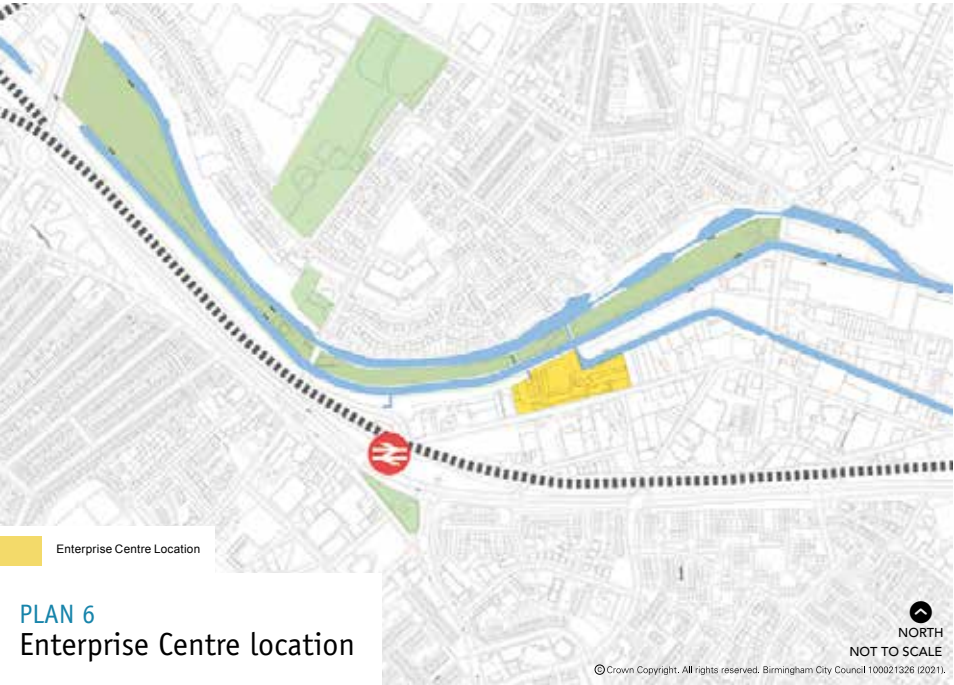 Enterprise Centre Location
PLAN 6
Enterprise Centre location
NORTH
NOT TO SCALE
© Crown Copyright. All rights reserved. Birmingham City Council 100021326 (2021).